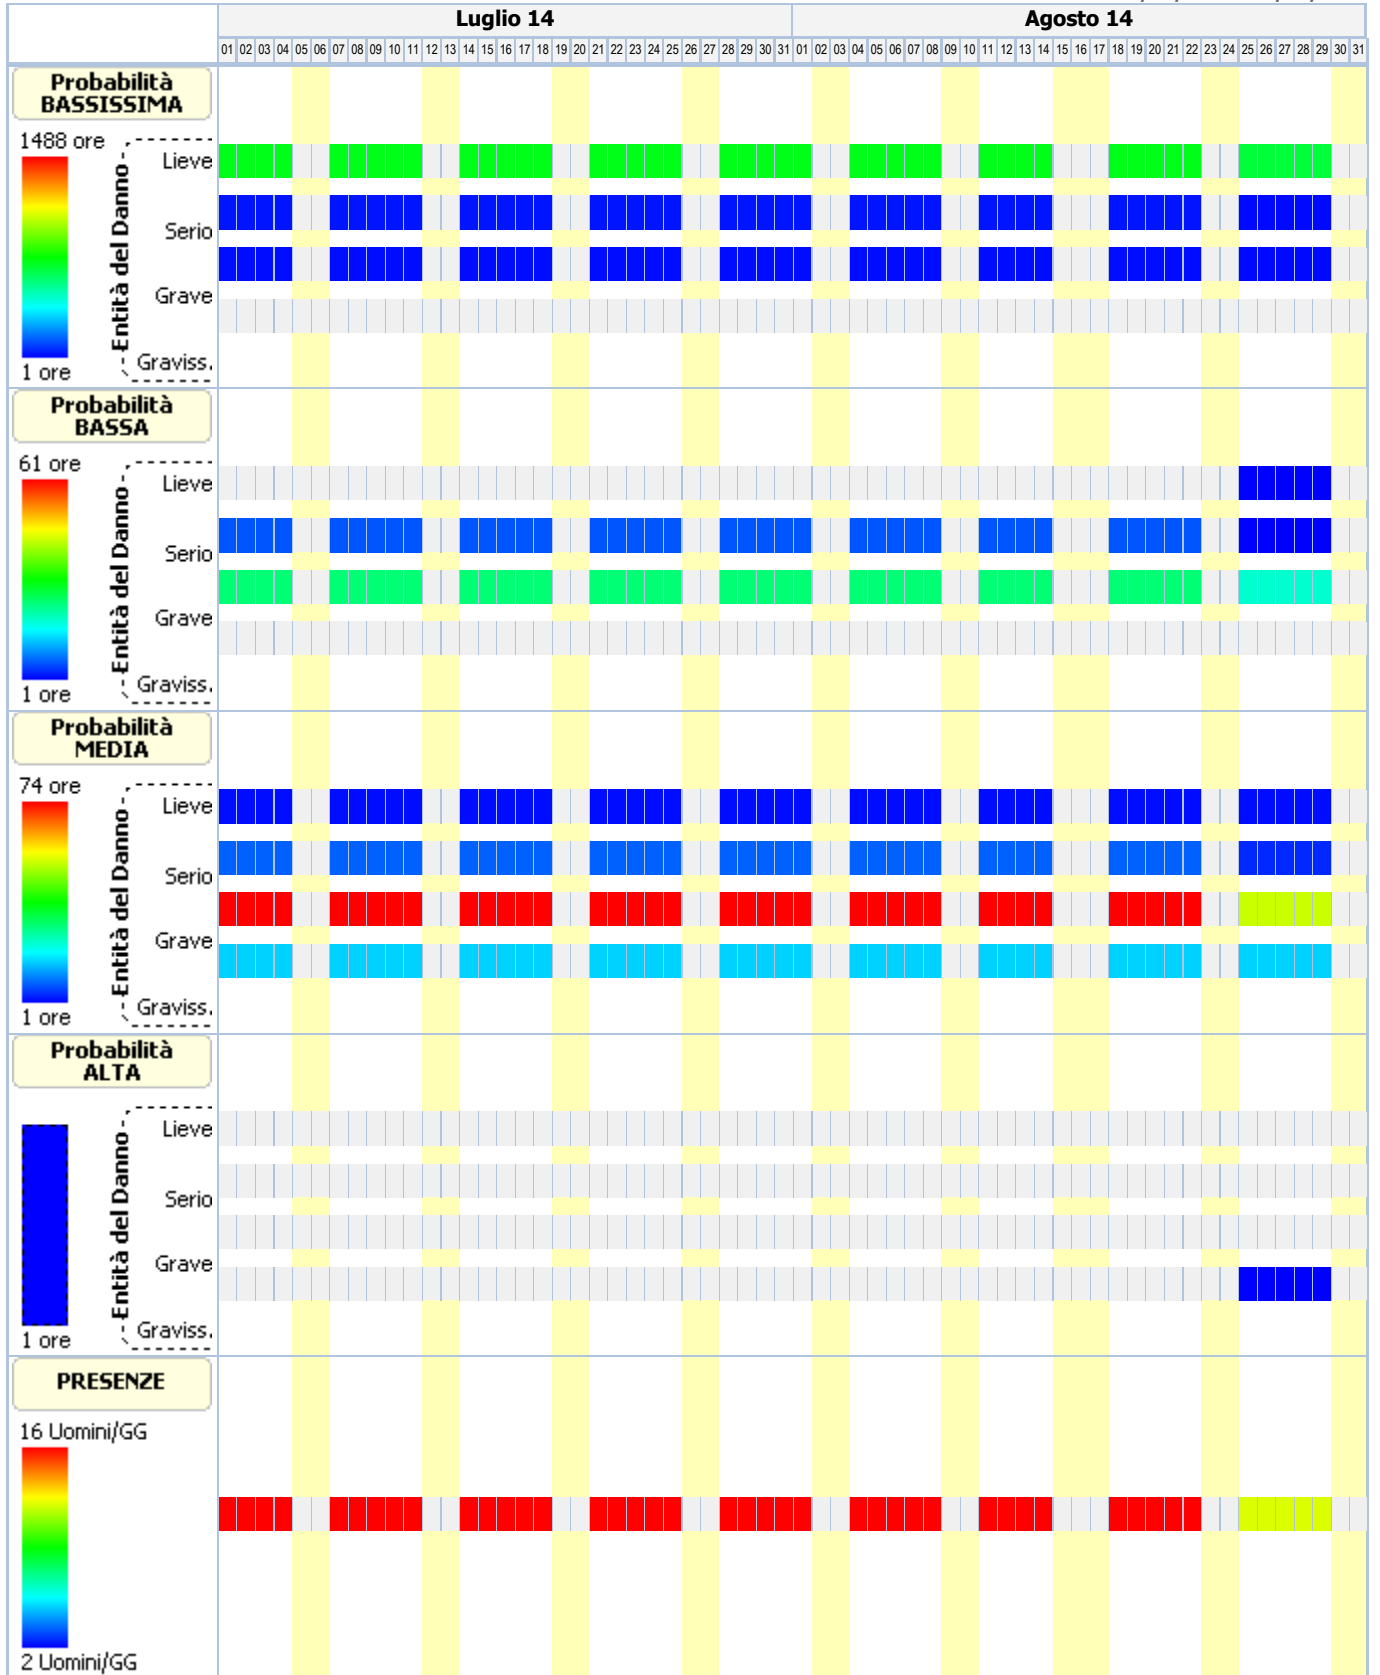 Luglio 14 Agosto 14
01 02 03 04 05 06 07 08 09 10 11 12 13 14 15 16 17 18 19 20 21 22 23 24 25 26 27 28 29 30 31 01 02 03 04 05 06 07 08 09 10 11 12 13 14 15 16 17 18 19 20 21 22 23 24 25 26 27 28 29 30 31
Probabilità
BASSISSIMA
1488 ore
Entità del Danno
Lieve
Serio
Grave
Graviss.
1 ore
Probabilità
BASSA
61 ore
Entità del Danno
Lieve
Serio
Grave
Graviss.
1 ore
Probabilità
MEDIA
74 ore
Entità del Danno
Lieve
Serio
Grave
Graviss.
1 ore
Probabilità
ALTA
Entità del Danno
Lieve
Serio
Grave
Graviss.
1 ore
PRESENZE
16 Uomini/GG
2 Uomini/GG